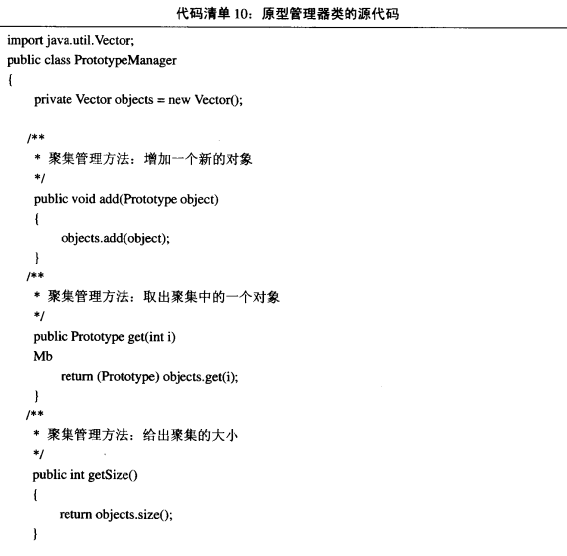 代码清单 10：原型管理器类的源代码
import java.util.Vector;
public class PrototypeManager
{
private Vector objects = new Vector();
/**
* 聚集管理方法：增加一个新的对象
*/
public void add(Prototype object)
{
objects.add(object);
}
/**
* 聚集管理方法：取出聚集中的一个对象
*/
public Prototype get(int i)
Mb
return (Prototype) objects.get(i);
}
/**
* 聚集管理方法：给出聚集的大小
*/
public int getSize()
{
return objects.size();
}